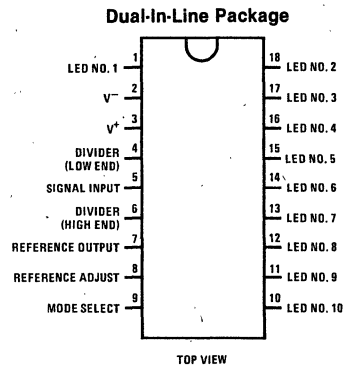 Dual-In-Line Package
1 LED NO. 1
2 V−
3 V+
4 DIVIDER
(LOW END)
5 SIGNAL INPUT
6 DIVIDER
(HIGH END)
7 REFERENCE OUTPUT
8 REFERENCE ADJUST
9 MODE SELECT
18 LED NO. 2
17 LED NO. 3
16 LED NO. 4
15 LED NO. 5
14 LED NO. 6
13 LED NO. 7
12 LED NO. 8
11 LED NO. 9
10 LED NO. 10
TOP VIEW